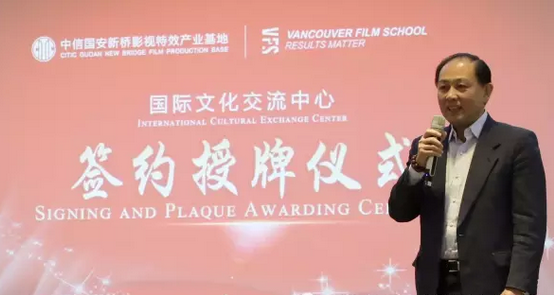 中信国安新桥影视特效产业基地
CITIC GUOAN NEW BRIDGE FILM PRODUCTION BASE
VFS
VANCOUVER FILM SCHOOL
RESULTS MATTER
国际文化交流中心
INTERNATIONAL CULTURAL EXCHANGE CENTER
签约授牌仪式
SIGNING AND PLAQUE AWARDING CE